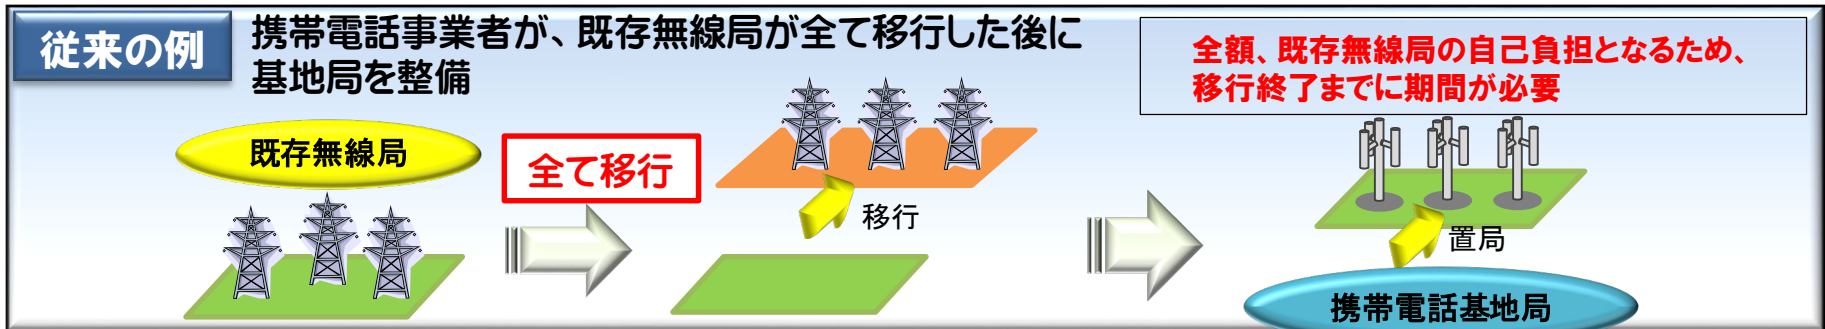 従来の例
携帯電話事業者が、既存無線局が全て移行した後に
基地局を整備
全額、既存無線局の自己負担となるため、
移行終了までに期間が必要
既存無線局
全て移行
移行
置局
携帯電話基地局